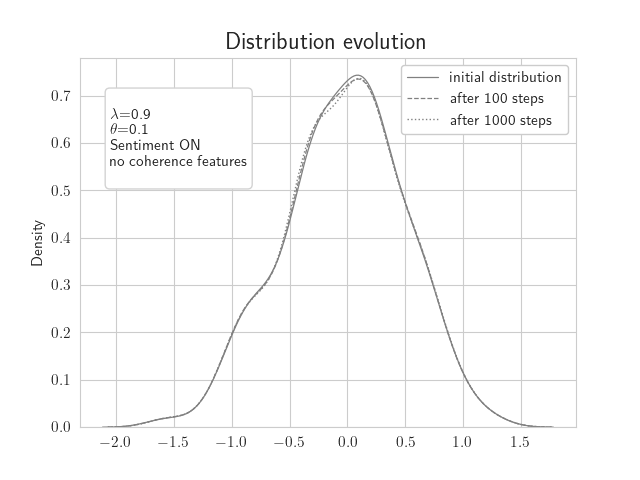 Distribution evolution
λ=0.9
θ=0.1
Sentiment ON
no coherence features
initial distribution
after 100 steps
after 1000 steps
Density
0.7
0.6
0.5
0.4
0.3
0.2
0.1
0.0
−2.0 −1.5 −1.0 −0.5 0.0 0.5 1.0 1.5